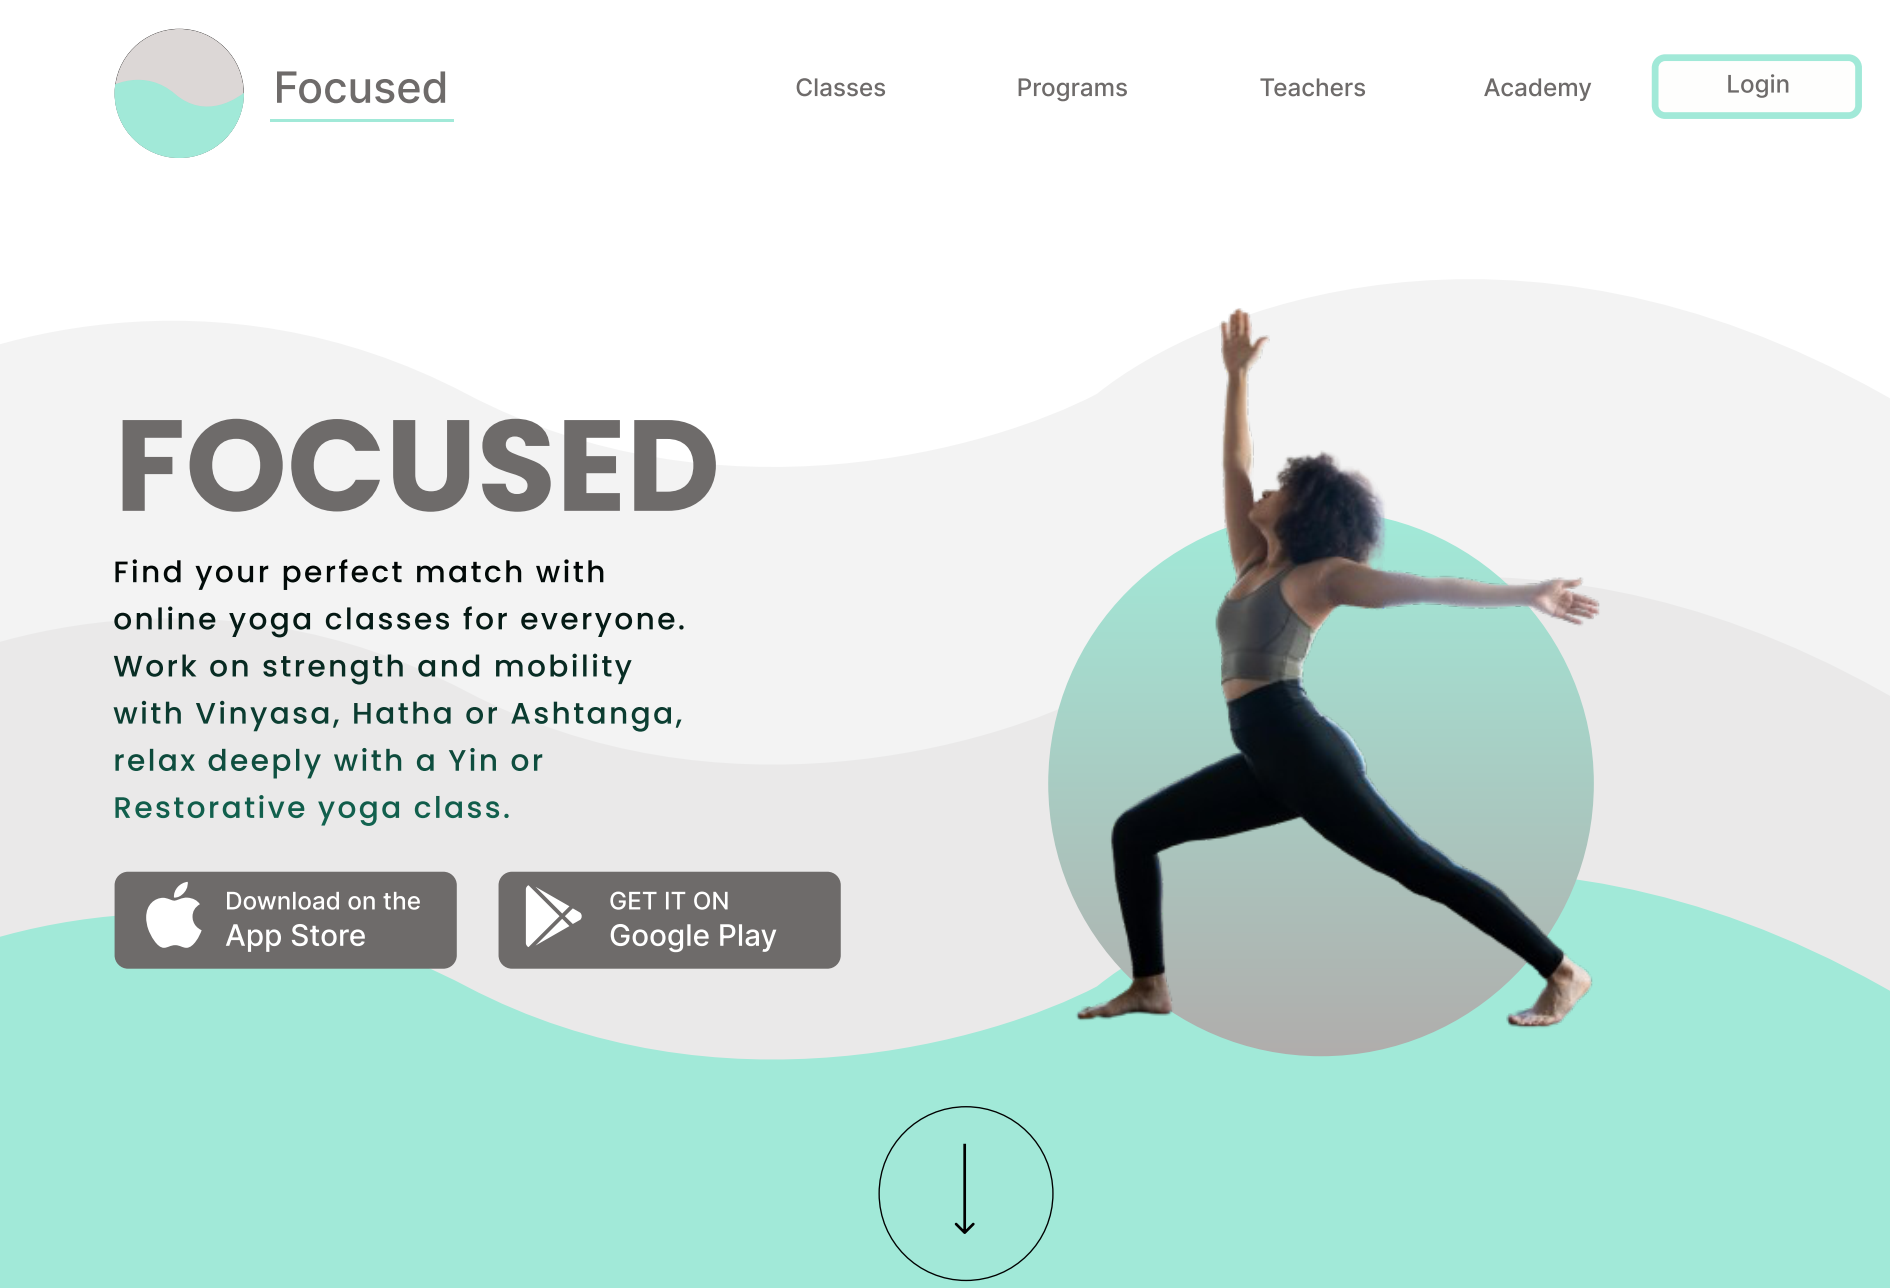 Focused
Classes
Programs
Teachers
Academy
Login
FOCUSED
Find your perfect match with
online yoga classes for everyone.
Work on strength and mobility
with Vinyasa, Hatha or Ashtanga,
relax deeply with a Yin or
Restorative yoga class.
Download on the
App Store
GET IT ON
Google Play